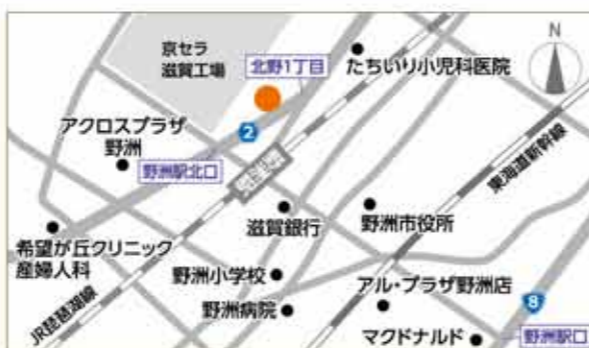 京セラ
滋賀工場
北野1丁目
たちいり小児科医院
N
アクロスプラザ
野洲
2
野洲駅北口
東海道新幹線
滋賀銀行
野洲市役所
希望が丘クリニック
産婦人科
野洲小学校
アル・プラザ野洲店
JR琵琶湖線
野洲病院
8
マクドナルド
野洲駅口